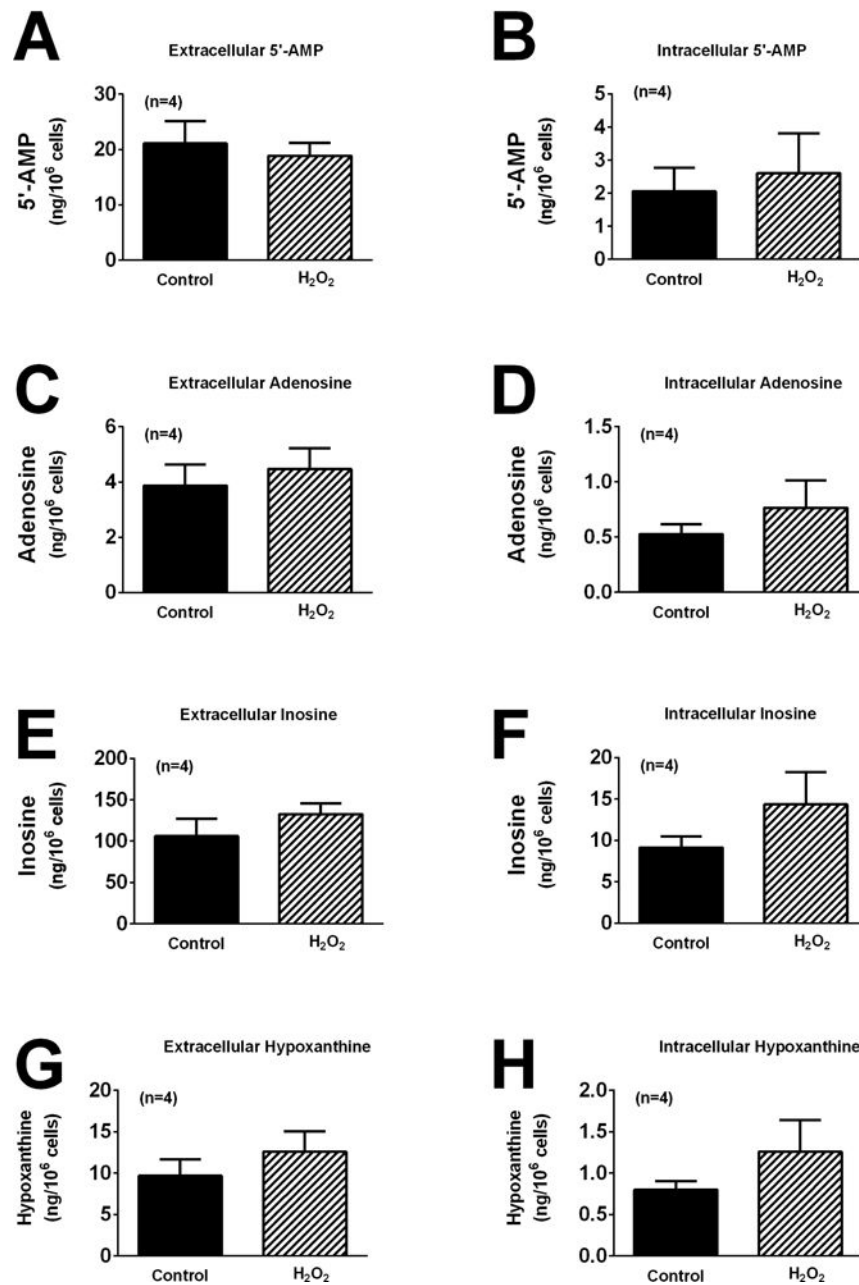 A
Extracellular 5'-AMP
(n=4)
5'-AMP
(ng/10⁶ cells)
30
20
10
0
Control
H₂O₂
B
Intracellular 5'-AMP
(n=4)
5'-AMP
(ng/10⁶ cells)
5
4
3
2
1
0
Control
H₂O₂
C
Extracellular Adenosine
(n=4)
Adenosine
(ng/10⁶ cells)
6
4
2
0
Control
H₂O₂
D
Intracellular Adenosine
(n=4)
Adenosine
(ng/10⁶ cells)
1.5
1.0
0.5
0.0
Control
H₂O₂
E
Extracellular Inosine
(n=4)
Inosine
(ng/10⁶ cells)
200
150
100
50
0
Control
H₂O₂
F
Intracellular Inosine
(n=4)
Inosine
(ng/10⁶ cells)
20
15
10
5
0
Control
H₂O₂
G
Extracellular Hypoxanthine
(n=4)
Hypoxanthine
(ng/10⁶ cells)
20
15
10
5
0
Control
H₂O₂
H
Intracellular Hypoxanthine
(n=4)
Hypoxanthine
(ng/10⁶ cells)
2.0
1.5
1.0
0.5
0.0
Control
H₂O₂